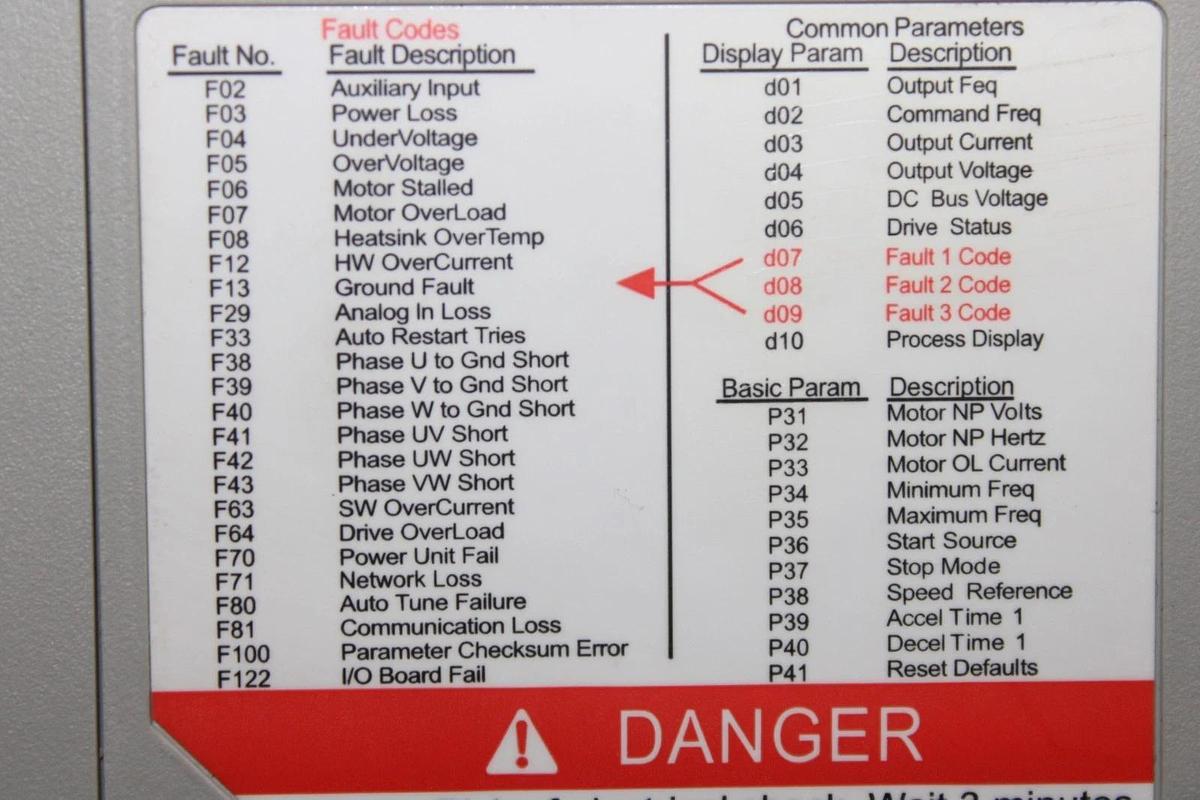 Fault Codes
Fault No. Fault Description
F02 Auxiliary Input
F03 Power Loss
F04 UnderVoltage
F05 OverVoltage
F06 Motor Stalled
F07 Motor OverLoad
F08 Heatsink OverTemp
F12 HW OverCurrent
F13 Ground Fault
F29 Analog In Loss
F33 Auto Restart Tries
F38 Phase U to Gnd Short
F39 Phase V to Gnd Short
F40 Phase W to Gnd Short
F41 Phase UV Short
F42 Phase UW Short
F43 Phase VW Short
F63 SW OverCurrent
F64 Drive OverLoad
F70 Power Unit Fail
F71 Network Loss
F80 Auto Tune Failure
F81 Communication Loss
F100 Parameter Checksum Error
F122 I/O Board Fail
Common Parameters
Display Param Description
d01 Output Feq
d02 Command Freq
d03 Output Current
d04 Output Voltage
d05 DC Bus Voltage
d06 Drive Status
d07 Fault 1 Code
d08 Fault 2 Code
d09 Fault 3 Code
d10 Process Display
Basic Param Description
P31 Motor NP Volts
P32 Motor NP Hertz
P33 Motor OL Current
P34 Minimum Freq
P35 Maximum Freq
P36 Start Source
P37 Stop Mode
P38 Speed Reference
P39 Accel Time 1
P40 Decel Time 1
P41 Reset Defaults
DANGER
Wait 3 minutes